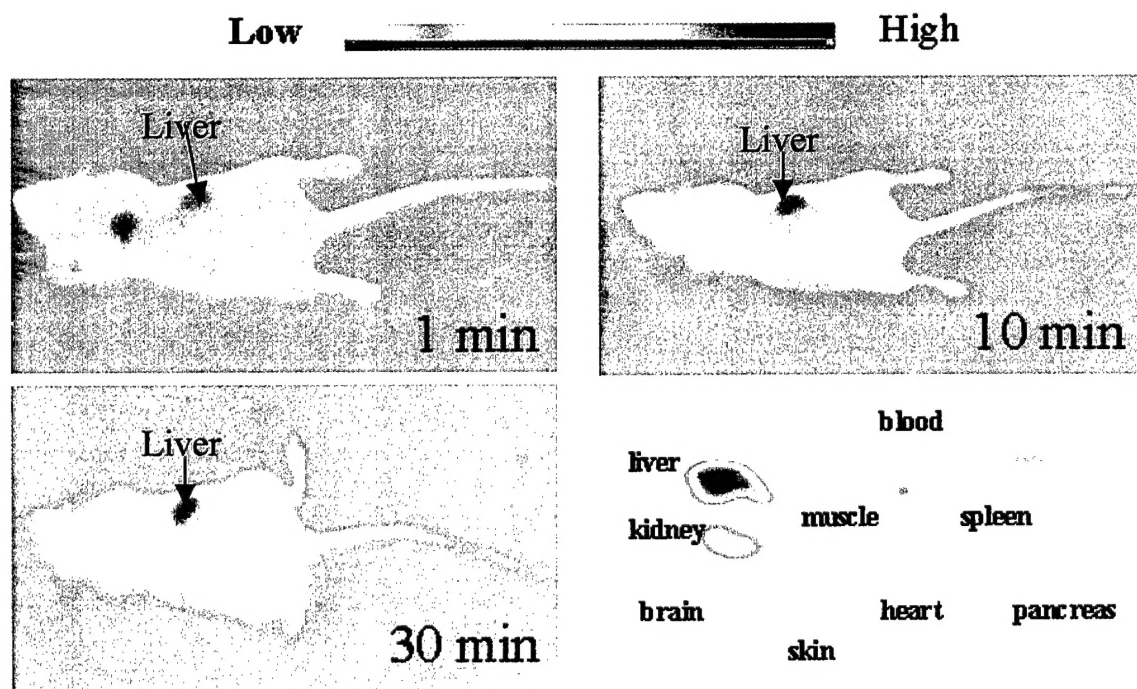 Low High
Liver
1 min
Liver
10 min
Liver
30 min
blood
liver
muscle spleen
kidney
brain heart pancreas
skin